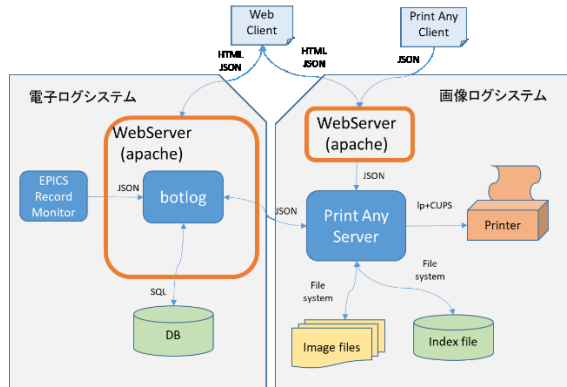 Web
Client
Print Any
Client
HTML
JSON
HTML
JSON
JSON
電子ログシステム
画像ログシステム
WebServer
(apache)
WebServer
(apache)
EPICS
Record
Monitor
JSON
botlog
JSON
JSON
Print Any
Server
lp+CUPS
Printer
SQL
File
system
File
system
DB
Image files
Index file